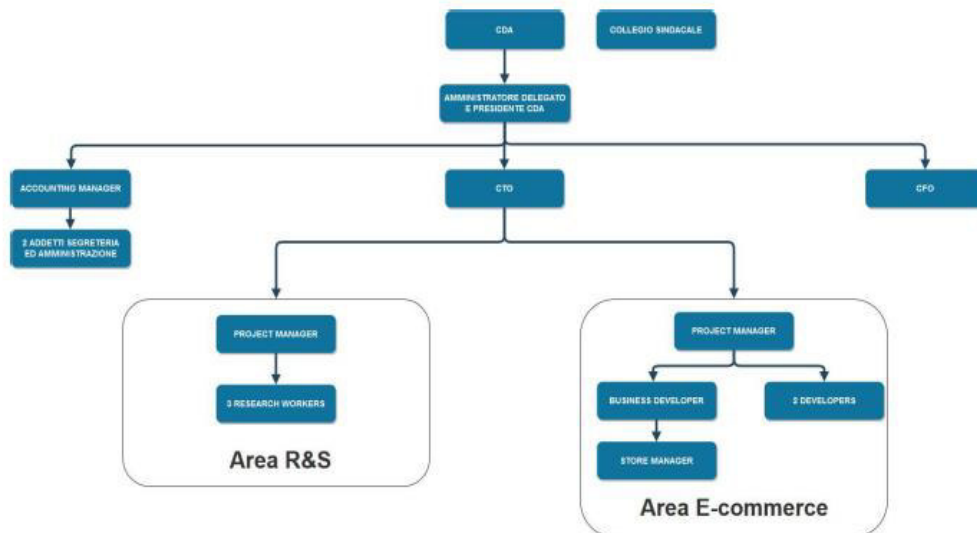 CDA
COLLEGIO SINDACALE
AMMINISTRATORE DELEGATO
E PRESIDENTE CDA
ACCOUNTING MANAGER
CTO
CFO
2 ADDETTI SEGRETERIA
ED AMMINISTRAZIONE
PROJECT MANAGER
3 RESEARCH WORKERS
Area R&S
PROJECT MANAGER
BUSINESS DEVELOPER
2 DEVELOPERS
STORE MANAGER
Area E-commerce